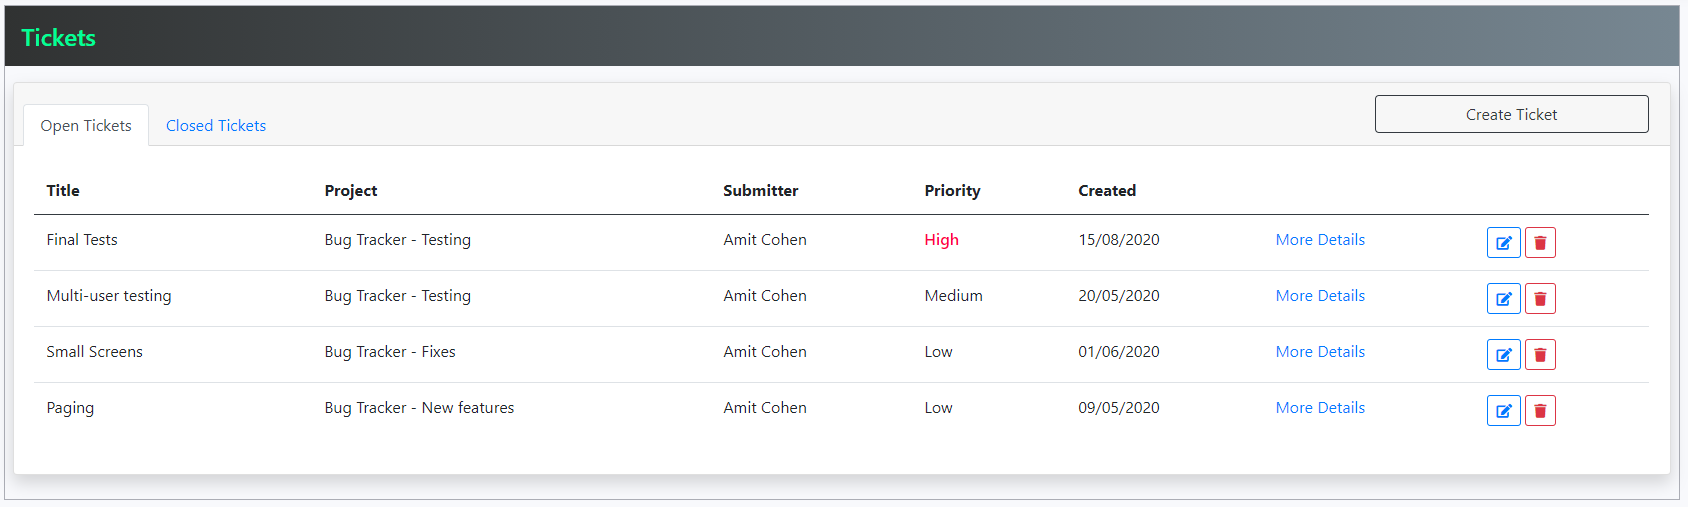 Tickets
Create Ticket
Open Tickets Closed Tickets
Title Project Submitter Priority Created
Final Tests Bug Tracker - Testing Amit Cohen High 15/08/2020 More Details
Multi-user testing Bug Tracker - Testing Amit Cohen Medium 20/05/2020 More Details
Small Screens Bug Tracker - Fixes Amit Cohen Low 01/06/2020 More Details
Paging Bug Tracker - New features Amit Cohen Low 09/05/2020 More Details